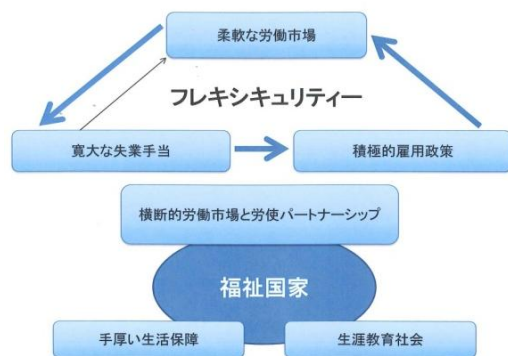 柔軟な労働市場
フレキシキュリティー
寛大な失業手当
積極的雇用政策
横断的労働市場と労使パートナーシップ
福祉国家
手厚い生活保障
生涯教育社会